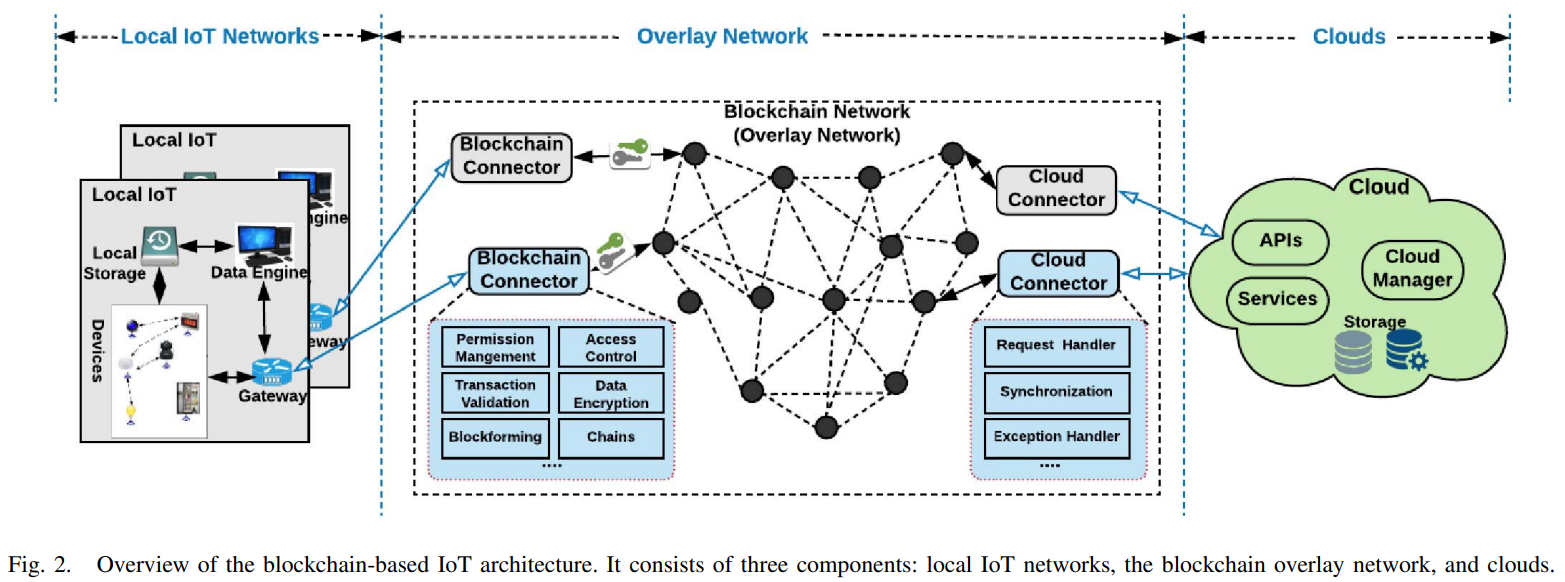 Local IoT Networks
Overlay Network
Clouds
Blockchain Network
(Overlay Network)
Local IoT
Local IoT
Local
Storage
Data Engine
ngine
Devices
Gateway
eway
Blockchain
Connector
Blockchain
Connector
Permission
Mangement
Access
Control
Transaction
Validation
Data
Encryption
Blockforming
Chains
....
Cloud
Connector
Cloud
Connector
Request Handler
Synchronization
Exception Handler
....
Cloud
APIs
Services
Cloud
Manager
Storage
Fig. 2. Overview of the blockchain-based IoT architecture. It consists of three components: local IoT networks, the blockchain overlay network, and clouds.